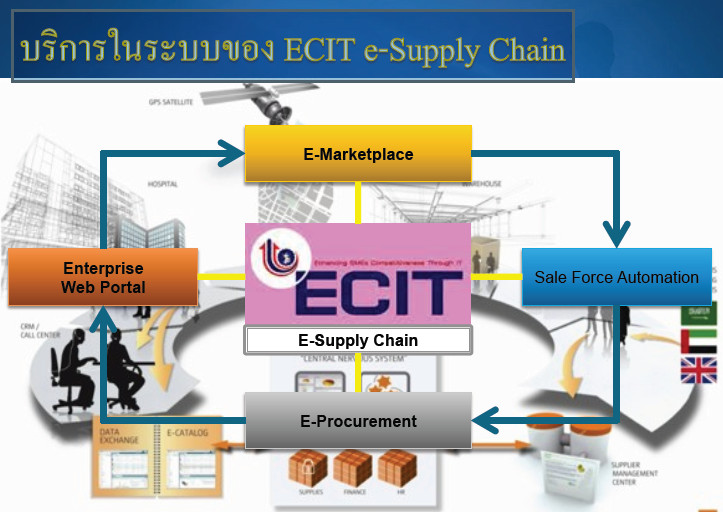 บริการในระบบของ ECIT e-Supply Chain
GPS SATELLITE
E-Marketplace
HOSPITAL
WAREHOUSE
Enterprise
Web Portal
Enhancing SMEs Competitiveness Through IT
ECIT
Sale Force Automation
CRM /
CALL CENTER
E-Supply Chain
"CENTRAL NERVOUS SYSTEM"
E-Procurement
DATA
EXCHANGE
E-CATALOG
SUPPLIER
MANAGEMENT
CENTER
SUPPLIES
FINANCE
HR